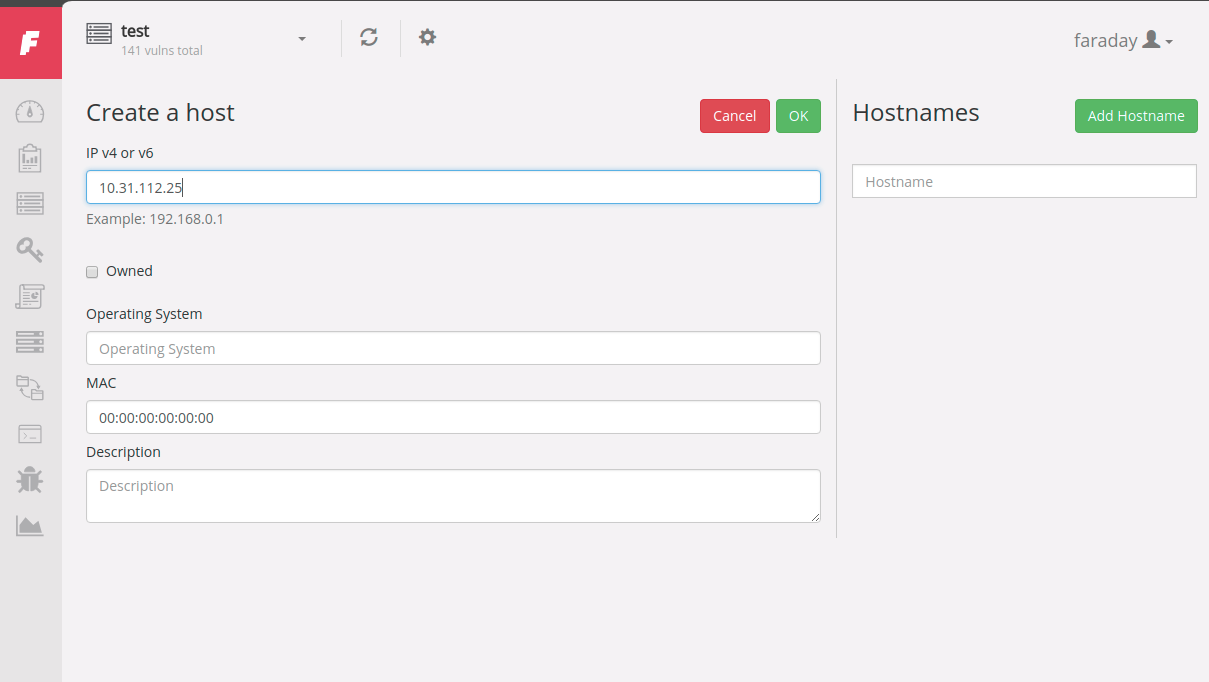 F
test
141 vulns total
faraday
Create a host
Cancel
OK
IP v4 or v6
10.31.112.25
Example: 192.168.0.1
Owned
Operating System
Operating System
MAC
00:00:00:00:00:00
Description
Description
Hostnames
Add Hostname
Hostname